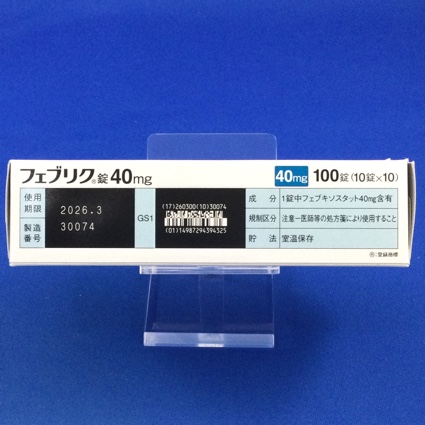 フェブリク®錠40mg
40mg 100錠(10錠×10)
使用期限 2026.3
製造番号 30074
GS1
(17)260300(10)30074
(01)14987294394325
成分 1錠中フェブキソスタット40mg含有
規制区分 注意－医師等の処方箋により使用すること
貯法 室温保存
®:登録商標